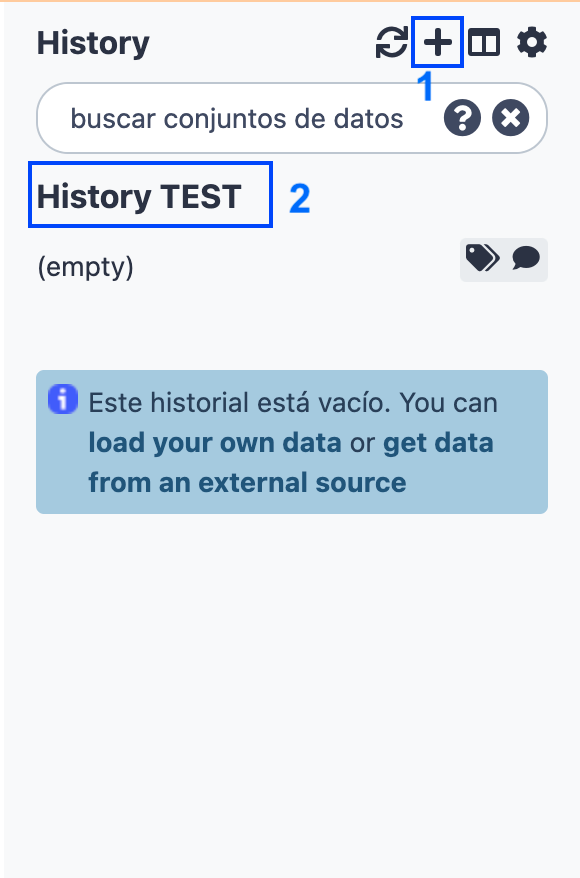 History
1
buscar conjuntos de datos
History TEST 2
(empty)
Este historial está vacío. You can
load your own data or get data
from an external source